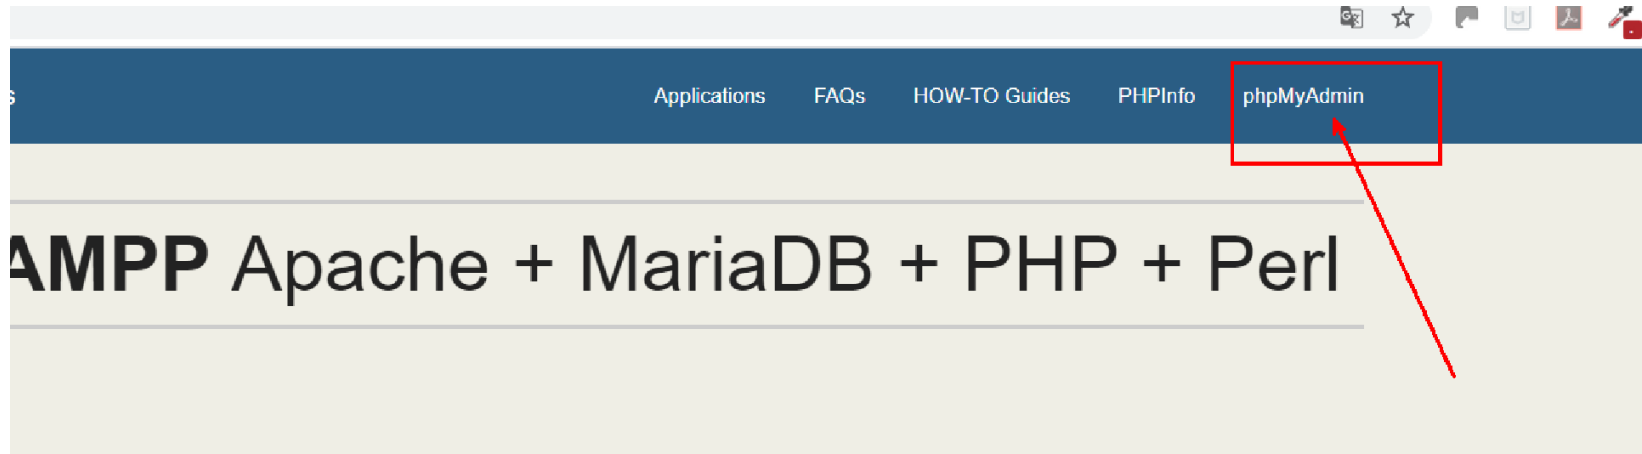 s
Applications FAQs HOW-TO Guides PHPInfo phpMyAdmin
AMPP Apache + MariaDB + PHP + Perl